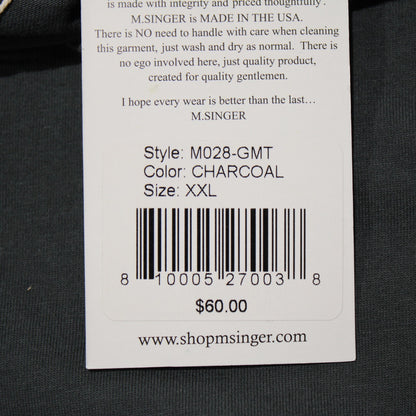 is made with integrity and priced thoughtfully.
M.SINGER is MADE IN THE USA.
There is NO need to handle with care when cleaning
this garment, just wash and dry as normal. There is
no ego involved here, just quality product,
created for quality gentlemen.
I hope every wear is better than the last…
M.SINGER
Style: M028-GMT
Color: CHARCOAL
Size: XXL
8 10005 27003 8
$60.00
www.shopmsinger.com